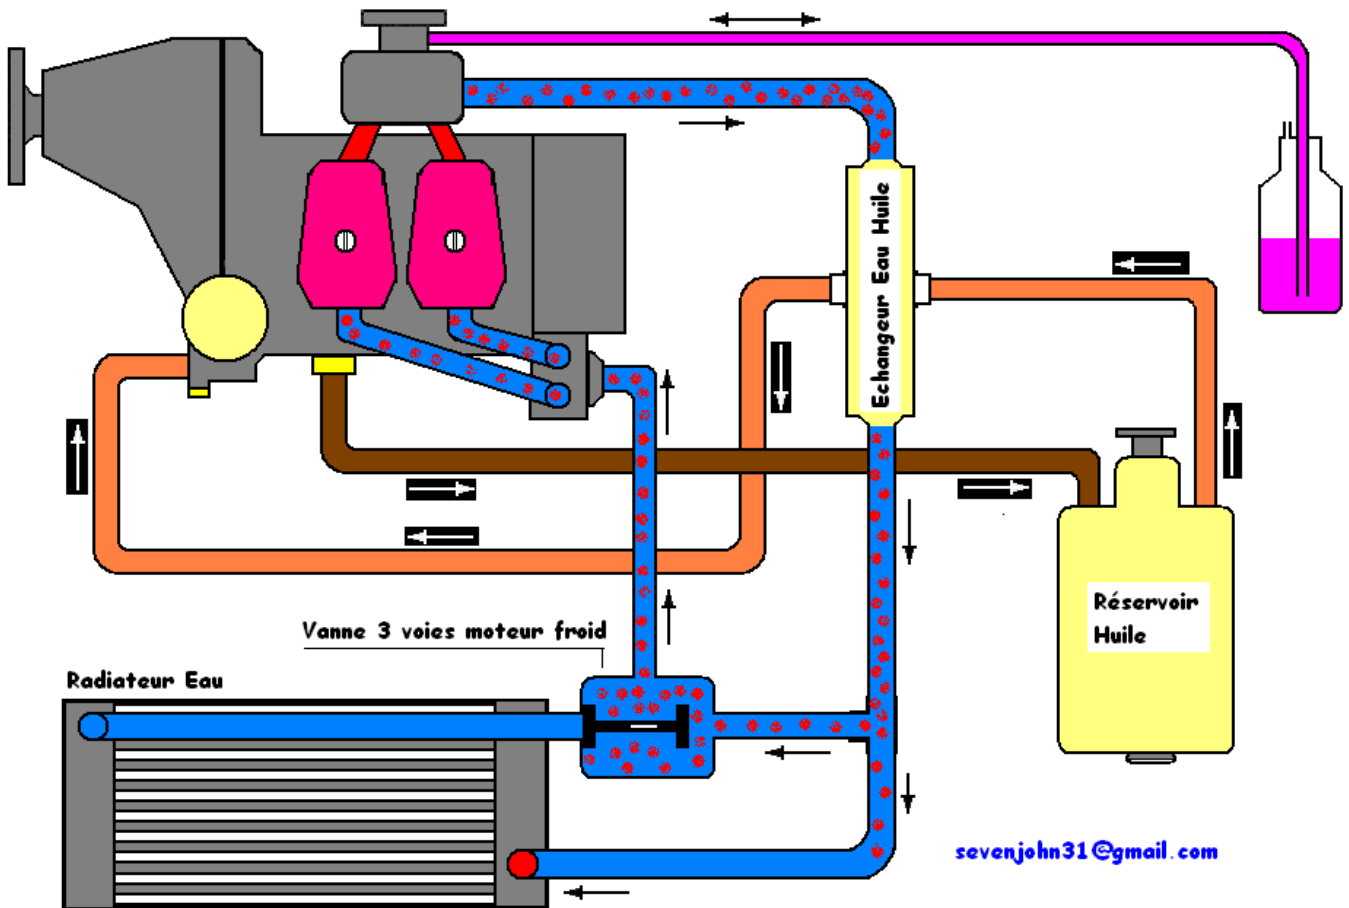 Echangeur Eau Huile
Réservoir
Huile
Vanne 3 voies moteur froid
Radiateur Eau
sevenjohn31@gmail.com